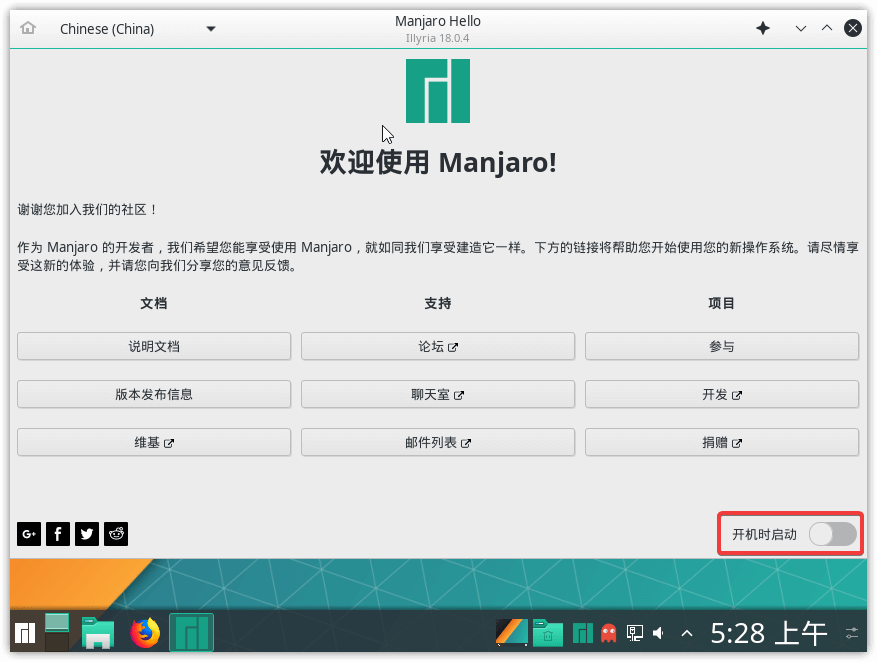 Manjaro Hello
Chinese (China)
Illyria 18.0.4
欢迎使用 Manjaro!
谢谢您加入我们的社区！
作为 Manjaro 的开发者，我们希望您能享受使用 Manjaro，就如同我们享受建造它一样。下方的链接将帮助您开始使用您的新操作系统。请尽情享
受这新的体验，并请您向我们分享您的意见反馈。
文档 支持 项目
说明文档 论坛 参与
版本发布信息 聊天室 开发
维基 邮件列表 捐赠
G+ f 开机时启动
5:28 上午